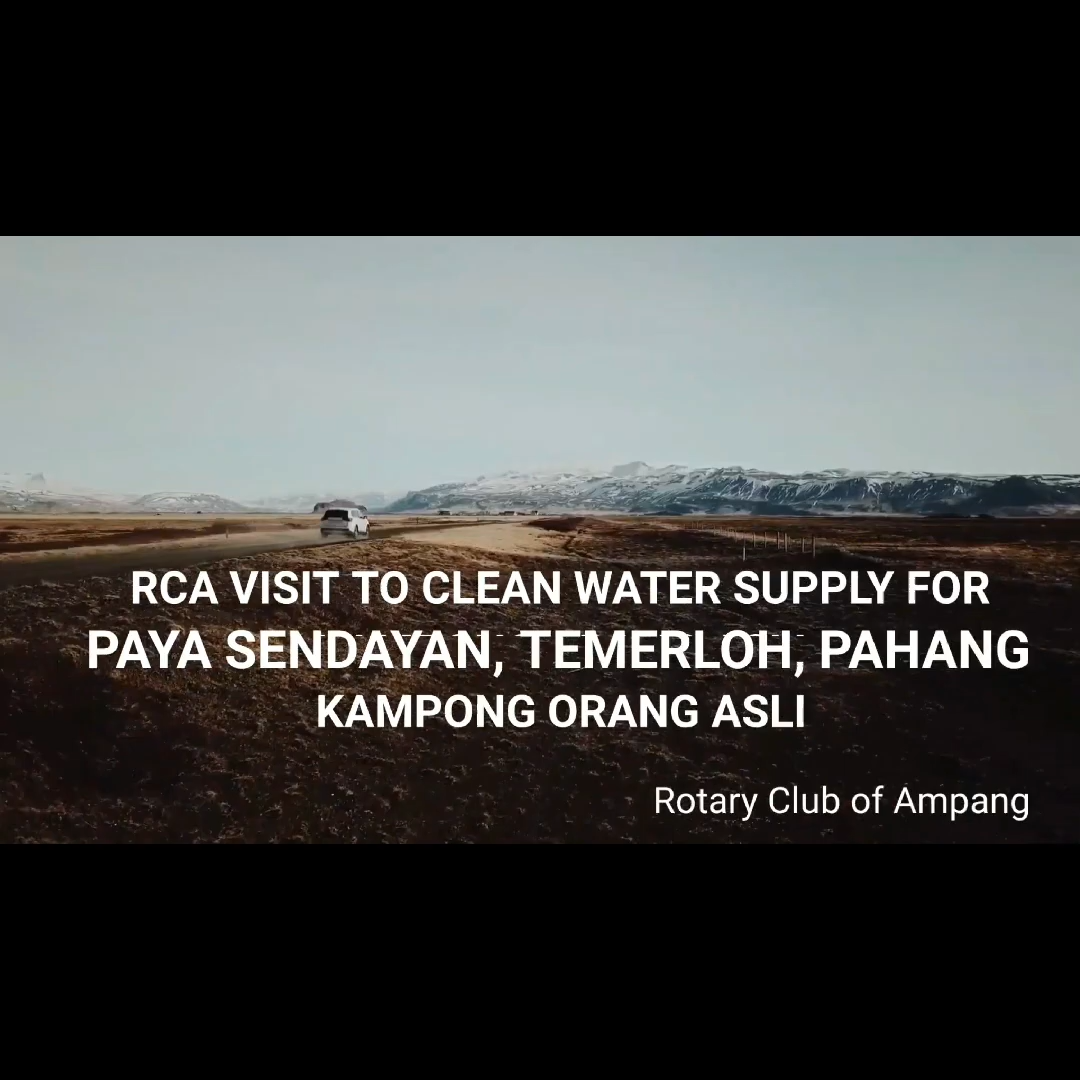 RCA VISIT TO CLEAN WATER SUPPLY FOR
PAYA SENDAYAN, TEMERLOH, PAHANG
KAMPONG ORANG ASLI
Rotary Club of Ampang